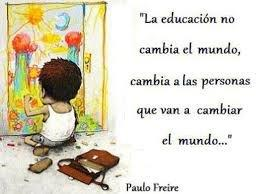 "La educación no
cambia el mundo,
cambia a las personas
que van a cambiar
el mundo..."
Paulo Freire